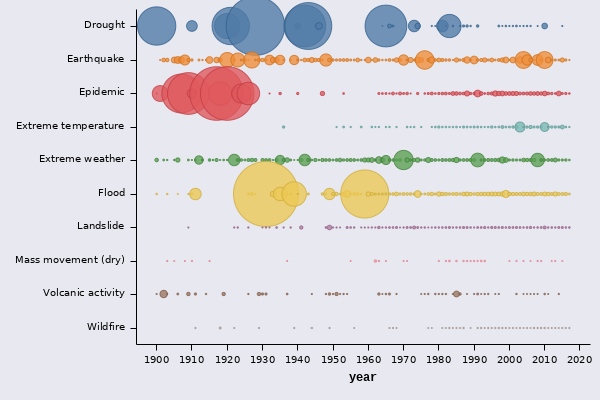 Drought
Earthquake
Epidemic
Extreme temperature
Extreme weather
Flood
Landslide
Mass movement (dry)
Volcanic activity
Wildfire
1900 1910 1920 1930 1940 1950 1960 1970 1980 1990 2000 2010 2020
year